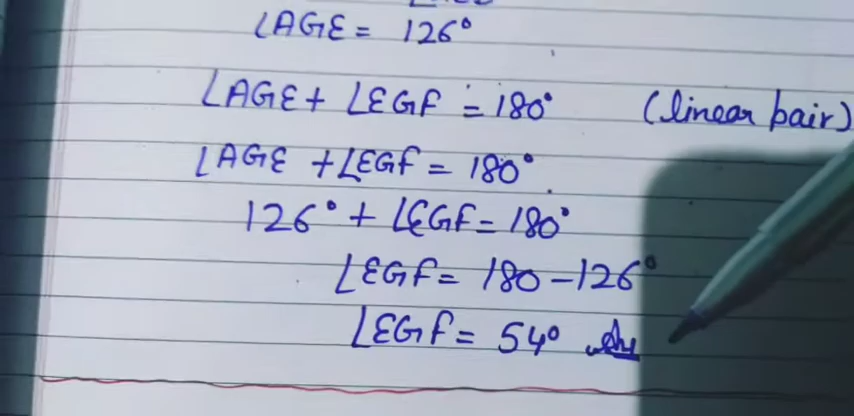 ∠AGE = 126°
∠AGE + ∠EGF = 180° (linear pair)
∠AGE + ∠EGF = 180°.
126° + ∠EGF = 180°
∠EGF = 180 - 126°
∠EGF = 54°